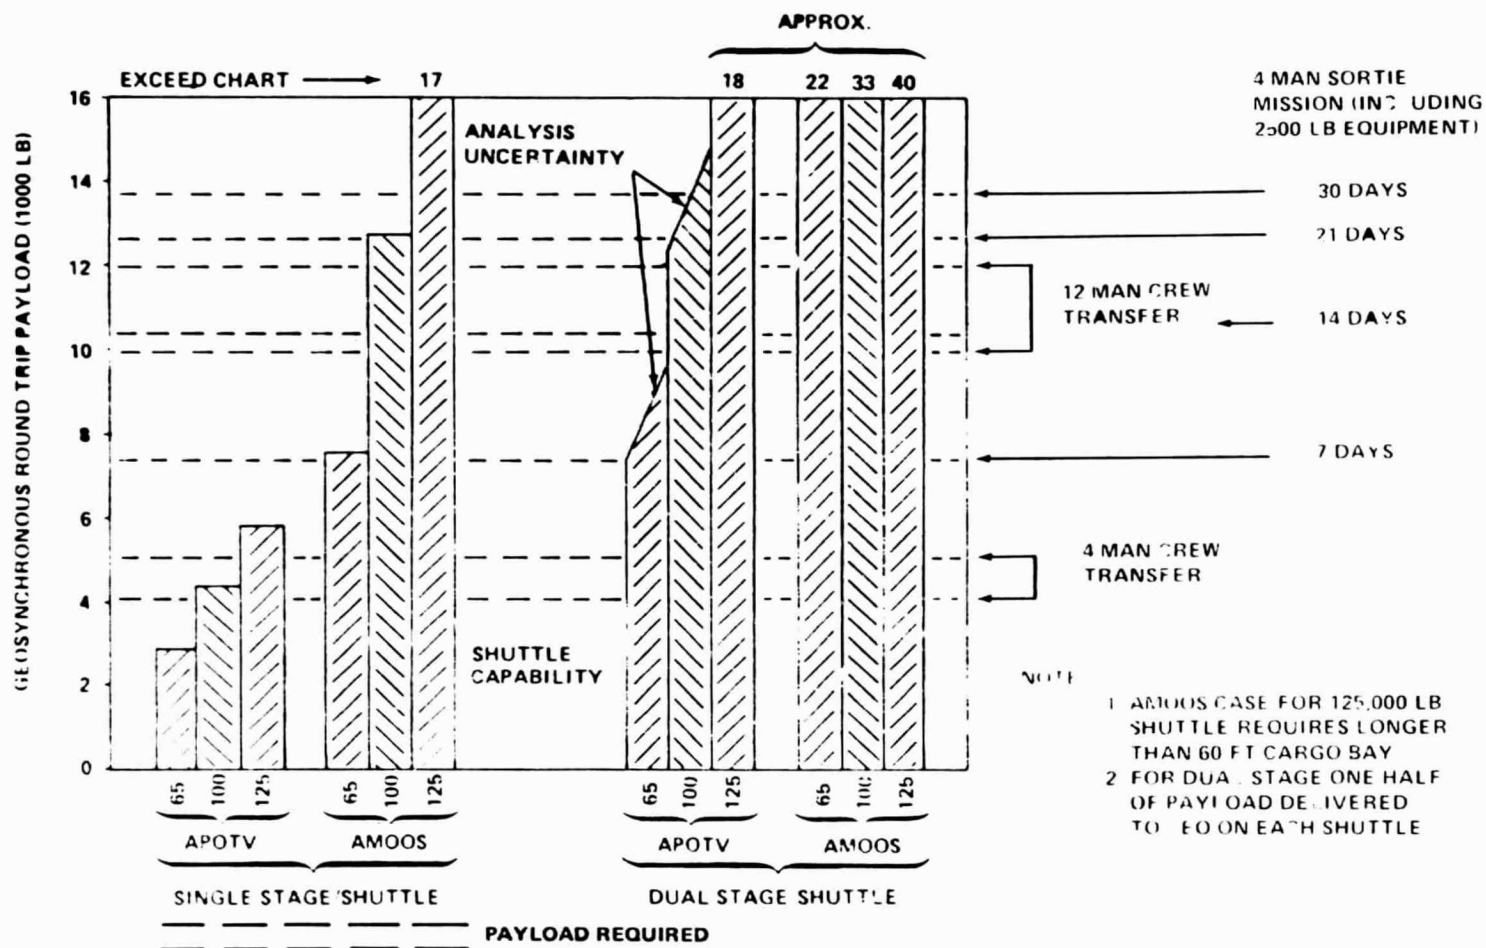 APPROX.
EXCEED CHART
17
18
22
33
40
4 MAN SORTIE
MISSION
2500 LB EQUIPMENT)
GEOSYNCHRONOUS ROUND TRIP PAYLOAD (1000 LB)
16
14
12
10
8
6
4
2
0
ANALYSIS
UNCERTAINTY
30 DAYS
21 DAYS
12 MAN CREW
TRANSFER
14 DAYS
7 DAYS
4 MAN CREW
TRANSFER
SHUTTLE
CAPABILITY
NOTE
1 AMOOS CASE FOR 125,000 LB
SHUTTLE REQUIRES LONGER
THAN 60 FT CARGO BAY
2 FOR DUAL STAGE ONE HALF
OF PAYLOAD DELIVERED
TO EO ON EACH SHUTTLE
65
100
125
65
100
125
65
100
125
65
100
125
APOTV
AMOOS
APOTV
AMOOS
SINGLE STAGE SHUTTLE
DUAL STAGE SHUTTLE
PAYLOAD REQUIRED